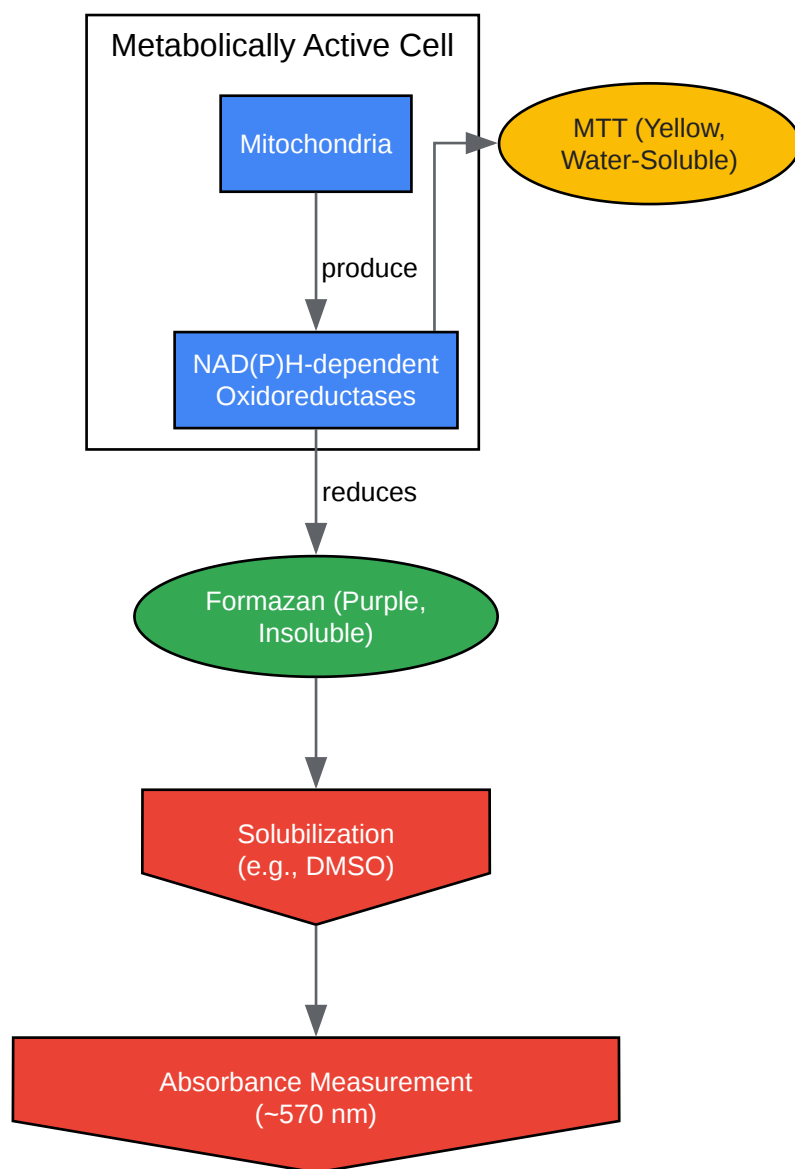 Metabolically Active Cell
Mitochondria
MTT (Yellow,
Water-Soluble)
produce
NAD(P)H-dependent
Oxidoreductases
reduces
Formazan (Purple,
Insoluble)
Solubilization
(e.g., DMSO)
Absorbance Measurement
(~570 nm)